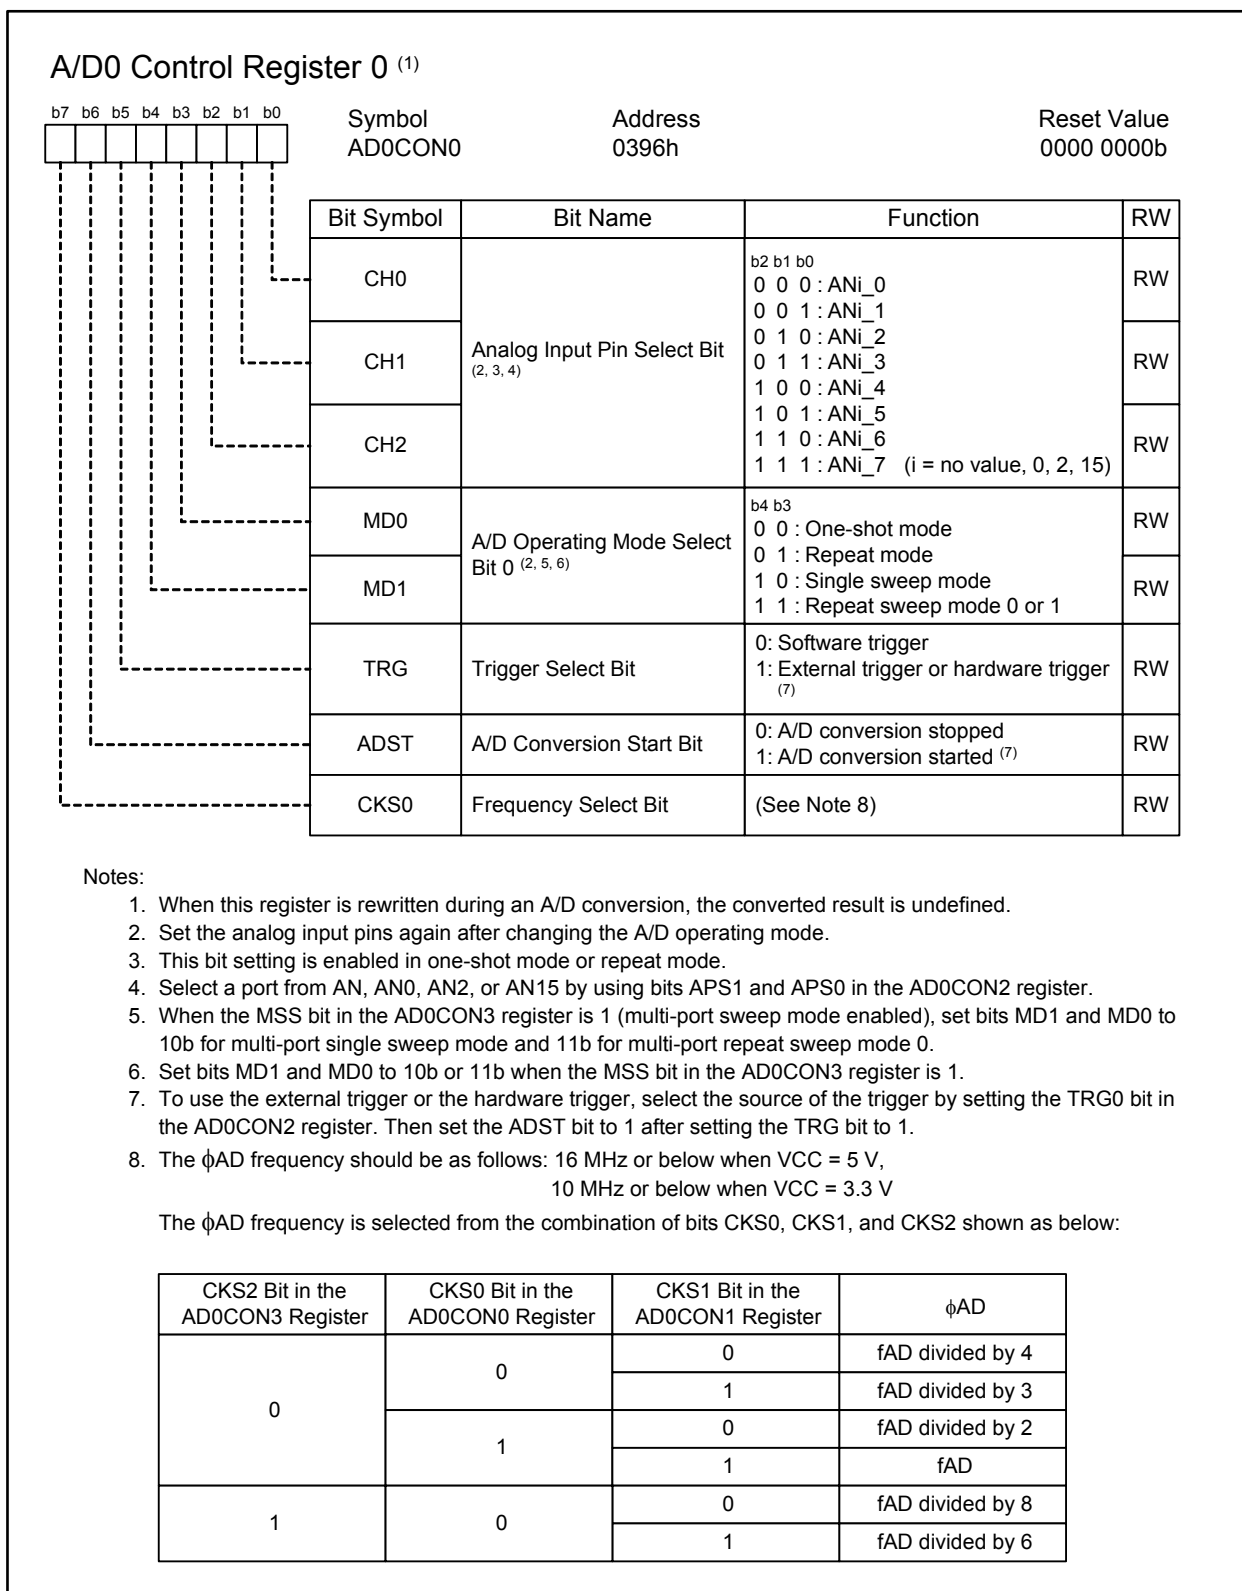 A/D0 Control Register 0 (1)
b7 b6 b5 b4 b3 b2 b1 b0
Symbol Address Reset Value
AD0CON0 0396h 0000 0000b
Bit Symbol Bit Name Function RW
CH0 RW
CH1 RW
CH2 RW
Analog Input Pin Select Bit
(2, 3, 4)
b2 b1 b0
0 0 0 : ANi_0
0 0 1 : ANi_1
0 1 0 : ANi_2
0 1 1 : ANi_3
1 0 0 : ANi_4
1 0 1 : ANi_5
1 1 0 : ANi_6
1 1 1 : ANi_7 (i = no value, 0, 2, 15)
MD0 RW
MD1 RW
A/D Operating Mode Select
Bit 0 (2, 5, 6)
b4 b3
0 0 : One-shot mode
0 1 : Repeat mode
1 0 : Single sweep mode
1 1 : Repeat sweep mode 0 or 1
TRG Trigger Select Bit RW
0: Software trigger
1: External trigger or hardware trigger
(7)
ADST A/D Conversion Start Bit RW
0: A/D conversion stopped
1: A/D conversion started (7)
CKS0 Frequency Select Bit (See Note 8) RW
Notes:
1. When this register is rewritten during an A/D conversion, the converted result is undefined.
2. Set the analog input pins again after changing the A/D operating mode.
3. This bit setting is enabled in one-shot mode or repeat mode.
4. Select a port from AN, AN0, AN2, or AN15 by using bits APS1 and APS0 in the AD0CON2 register.
5. When the MSS bit in the AD0CON3 register is 1 (multi-port sweep mode enabled), set bits MD1 and MD0 to
10b for multi-port single sweep mode and 11b for multi-port repeat sweep mode 0.
6. Set bits MD1 and MD0 to 10b or 11b when the MSS bit in the AD0CON3 register is 1.
7. To use the external trigger or the hardware trigger, select the source of the trigger by setting the TRG0 bit in
the AD0CON2 register. Then set the ADST bit to 1 after setting the TRG bit to 1.
8. The ϕAD frequency should be as follows: 16 MHz or below when VCC = 5 V,
10 MHz or below when VCC = 3.3 V
The ϕAD frequency is selected from the combination of bits CKS0, CKS1, and CKS2 shown as below:
CKS2 Bit in the CKS0 Bit in the CKS1 Bit in the ϕAD
AD0CON3 Register AD0CON0 Register AD0CON1 Register
0 0 0 fAD divided by 4
1 fAD divided by 3
1 0 fAD divided by 2
1 fAD
1 0 0 fAD divided by 8
1 fAD divided by 6